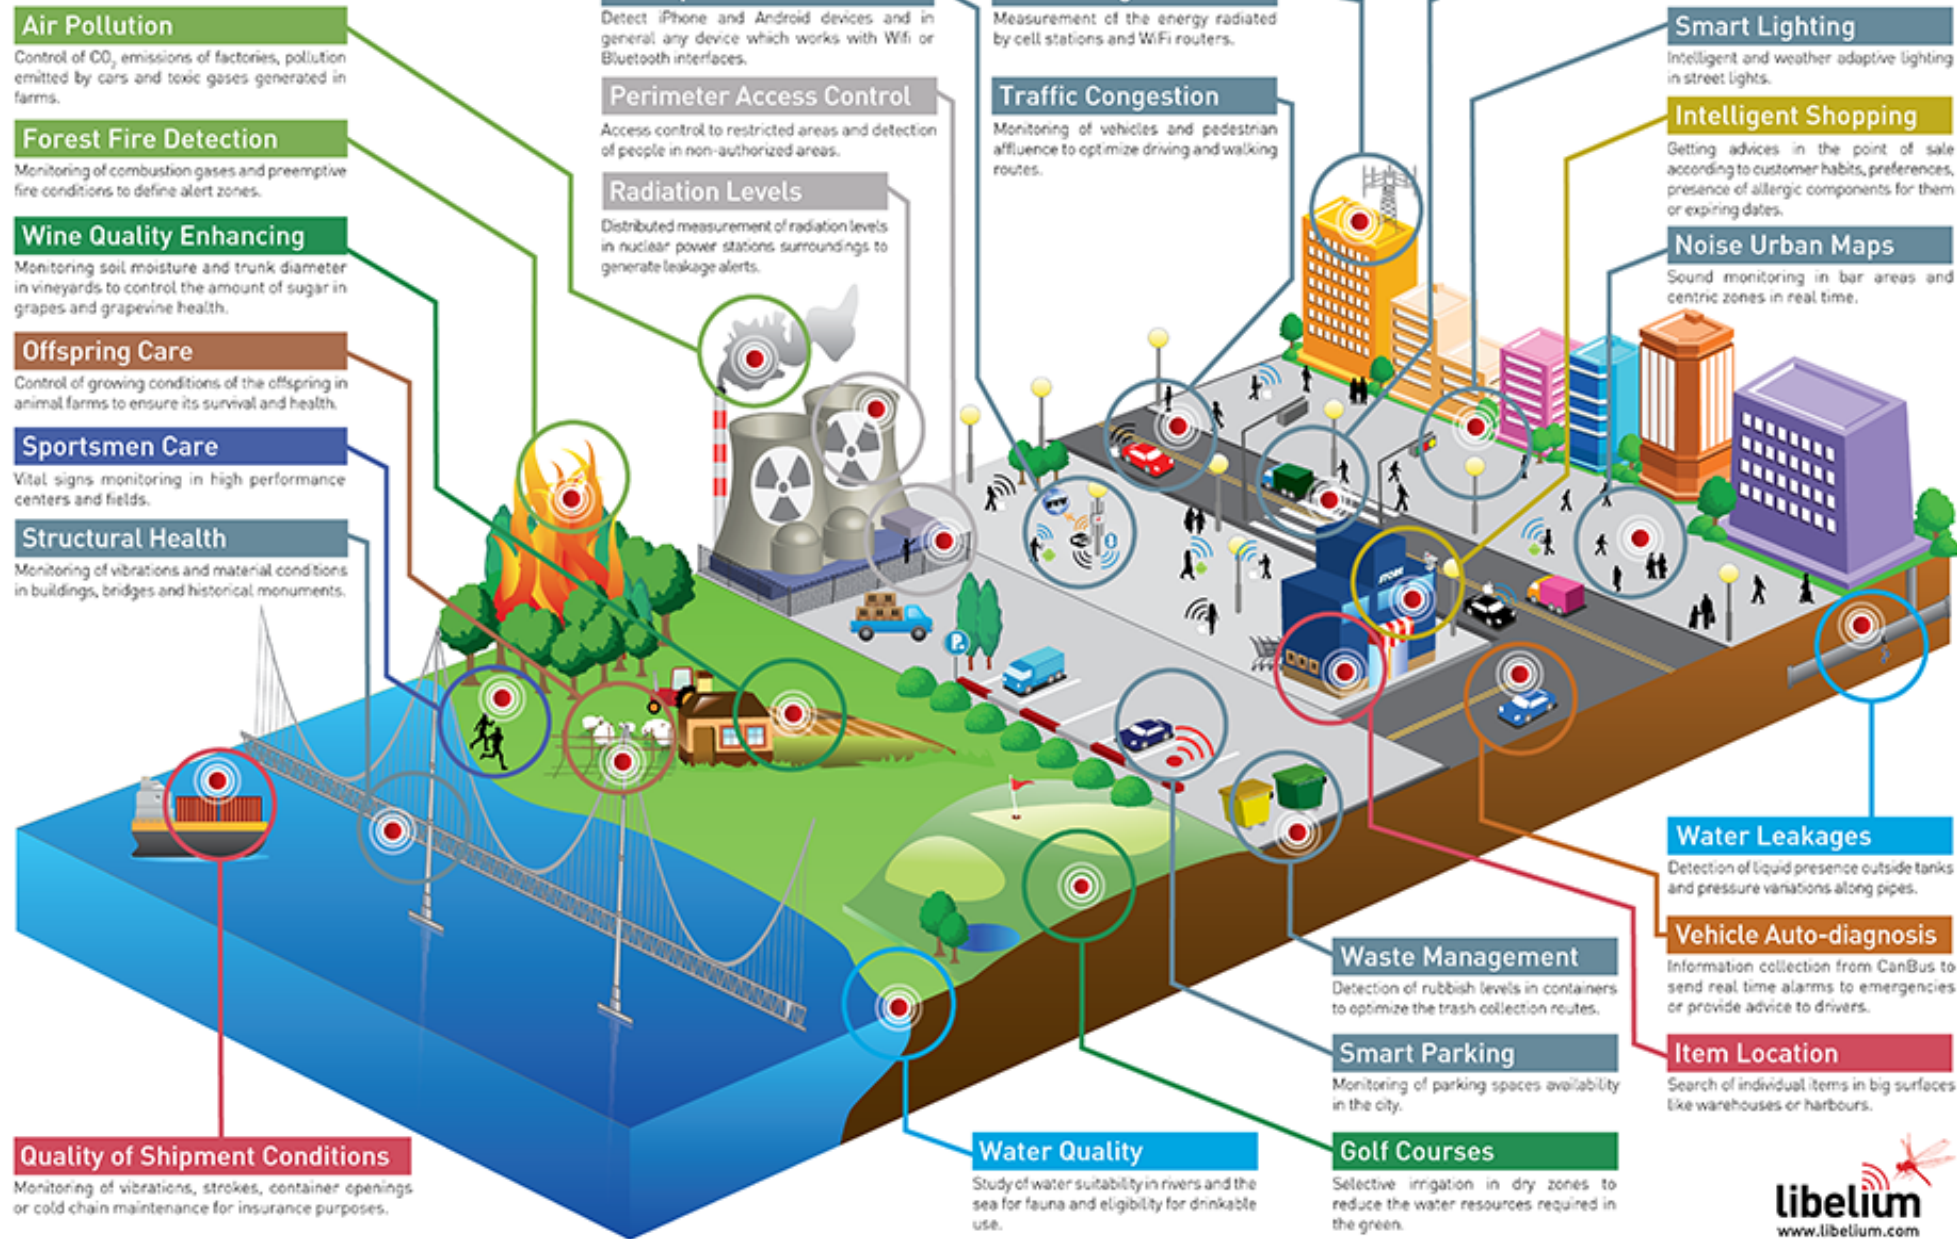 Air Pollution
Control of CO2 emissions of factories, pollution
emitted by cars and toxic gases generated in
farms.
Forest Fire Detection
Monitoring of combustion gases and preemptive
fire conditions to define alert zones.
Wine Quality Enhancing
Monitoring soil moisture and trunk diameter
in vineyards to control the amount of sugar in
grapes and grapevine health.
Offspring Care
Control of growing conditions of the offspring in
animal farms to ensure its survival and health.
Sportsmen Care
Vital signs monitoring in high performance
centers and fields.
Structural Health
Monitoring of vibrations and material conditions
in buildings, bridges and historical monuments.
Quality of Shipment Conditions
Monitoring of vibrations, strokes, container openings
or cold chain maintenance for insurance purposes.
Detect iPhone and Android devices and in
general any device which works with Wifi or
Bluetooth interfaces.
Perimeter Access Control
Access control to restricted areas and detection
of people in non-authorized areas.
Radiation Levels
Distributed measurement of radiation levels
in nuclear power stations surroundings to
generate leakage alerts.
Measurement of the energy radiated
by cell stations and WiFi routers.
Traffic Congestion
Monitoring of vehicles and pedestrian
affluence to optimize driving and walking
routes.
Smart Lighting
Intelligent and weather adaptive lighting
in street lights.
Intelligent Shopping
Getting advices in the point of sale
according to customer habits, preferences,
presence of allergic components for them
or expiring dates.
Noise Urban Maps
Sound monitoring in bar areas and
centric zones in real time.
STORE
P
Water Leakages
Detection of liquid presence outside tanks
and pressure variations along pipes.
Vehicle Auto-diagnosis
Information collection from CanBus to
send real time alarms to emergencies
or provide advice to drivers.
Item Location
Search of individual items in big surfaces
like warehouses or harbours.
Waste Management
Detection of rubbish levels in containers
to optimize the trash collection routes.
Smart Parking
Monitoring of parking spaces availability
in the city.
Golf Courses
Selective irrigation in dry zones to
reduce the water resources required in
the green.
Water Quality
Study of water suitability in rivers and the
sea for fauna and eligibility for drinkable
use.
libelium
www.libelium.com